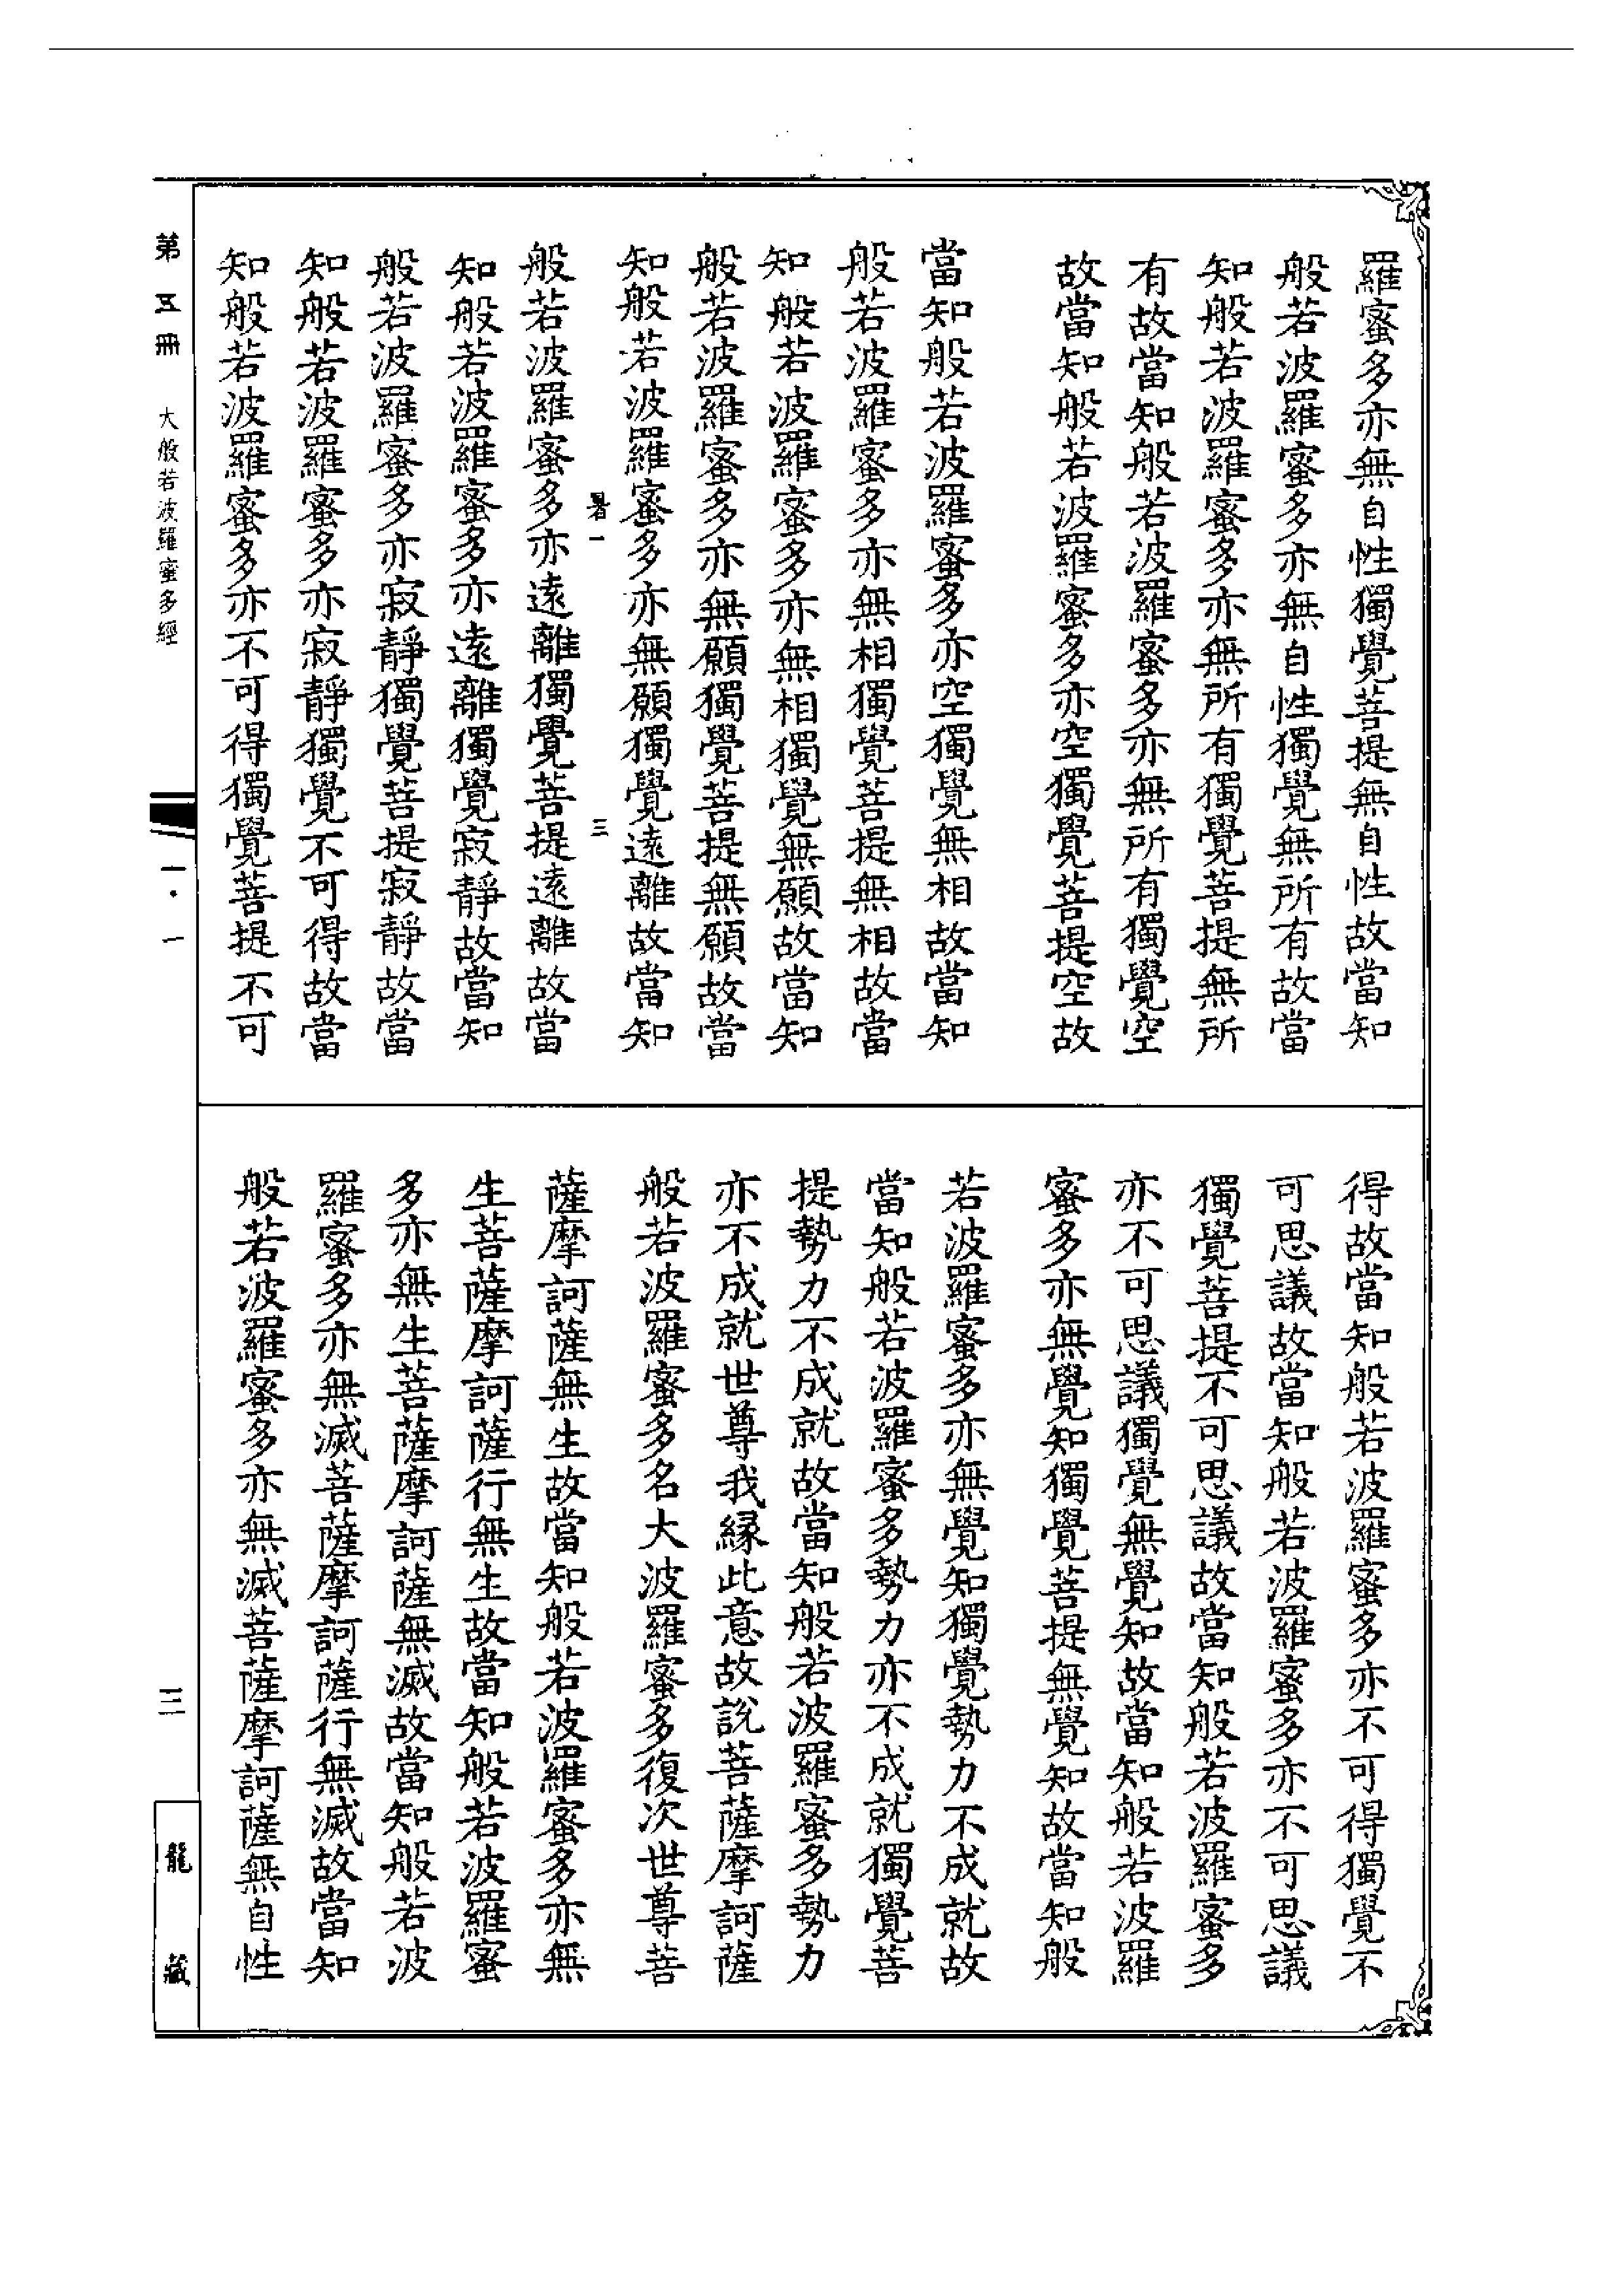 羅蜜多亦無自性獨覺菩提無自性故當知
般若波羅蜜多亦無自性獨覺無所有故當
知般若波羅蜜多亦無所有獨覺菩提無所
有故當知般若波羅蜜多亦無所有獨覺空
故當知般若波羅蜜多亦空獨覺菩提空故
當知般若波羅蜜多亦空獨覺無相故當知
般若波羅蜜多亦無相獨覺菩提無相故當
知般若波羅蜜多亦無相獨覺無願故當知
般若波羅蜜多亦無願獨覺菩提無願故當
知般若波羅蜜多亦無願獨覺遠離故當知
暑一 三
般若波羅蜜多亦遠離獨覺菩提遠離故當
知般若波羅蜜多亦遠離獨覺寂靜故當知
般若波羅蜜多亦寂靜獨覺菩提寂靜故當
知般若波羅蜜多亦寂靜獨覺不可得故當
知般若波羅蜜多亦不可得獨覺菩提不可
得故當知般若波羅蜜多亦不可得獨覺不
可思議故當知般若波羅蜜多亦不可思議
獨覺菩提不可思議故當知般若波羅蜜多
亦不可思議獨覺無覺知故當知般若波羅
蜜多亦無覺知獨覺菩提無覺知故當知般
若波羅蜜多亦無覺知獨覺勢力不成就故
當知般若波羅蜜多勢力亦不成就獨覺菩
提勢力不成就故當知般若波羅蜜多勢力
亦不成就世尊我緣此意故說菩薩摩訶薩
般若波羅蜜多名大波羅蜜多復次世尊菩
薩摩訶薩無生故當知般若波羅蜜多亦無
生菩薩摩訶薩行無生故當知般若波羅蜜
多亦無生菩薩摩訶薩無滅故當知般若波
羅蜜多亦無滅菩薩摩訶薩行無滅故當知
般若波羅蜜多亦無滅菩薩摩訶薩無自性
第五冊 大般若波羅蜜多經 一·一 三 龍藏